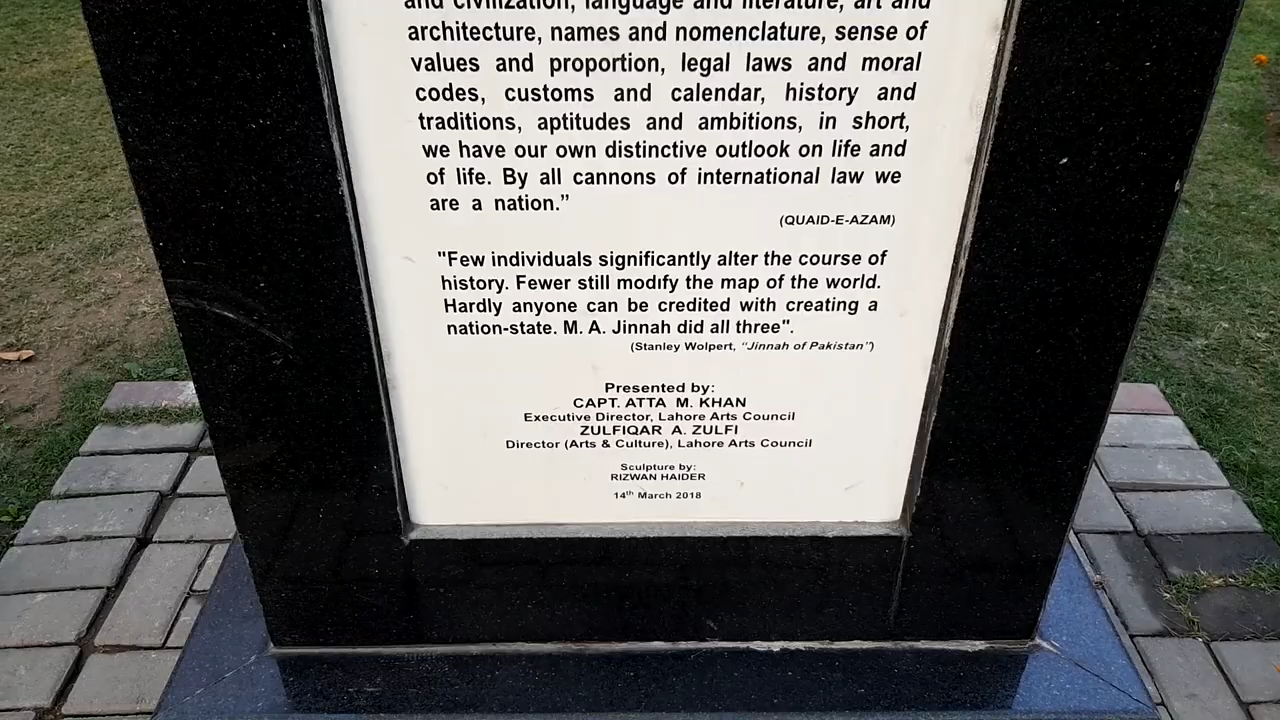 and civilization, language and literature, art and
architecture, names and nomenclature, sense of
values and proportion, legal laws and moral
codes, customs and calendar, history and
traditions, aptitudes and ambitions, in short,
we have our own distinctive outlook on life and
of life. By all cannons of international law we
are a nation.”
(QUAID-E-AZAM)
"Few individuals significantly alter the course of
history. Fewer still modify the map of the world.
Hardly anyone can be credited with creating a
nation-state. M. A. Jinnah did all three".
(Stanley Wolpert, “Jinnah of Pakistan”)
Presented by:
CAPT. ATTA M. KHAN
Executive Director, Lahore Arts Council
ZULFIQAR A. ZULFI
Director (Arts & Culture), Lahore Arts Council
Sculpture by:
RIZWAN HAIDER
14th March 2018